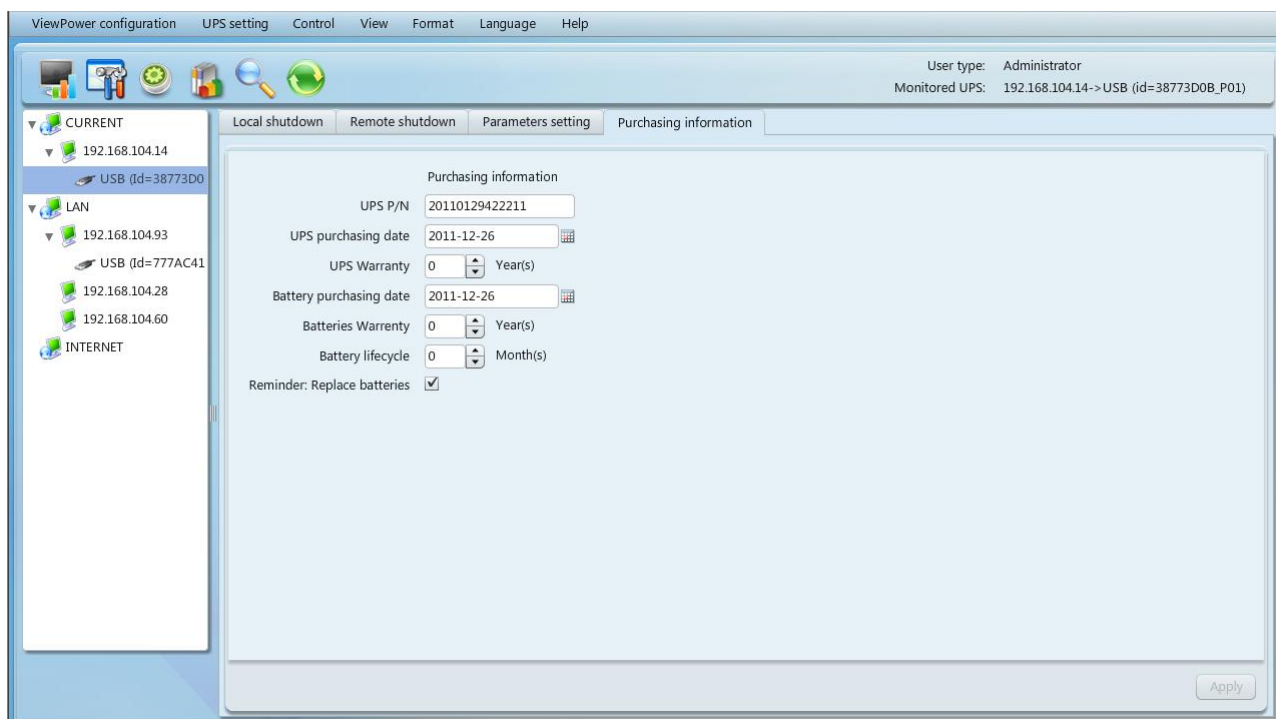 ViewPower configuration UPS setting Control View Format Language Help
User type: Administrator
Monitored UPS: 192.168.104.14->USB (id=38773D0B_P01)
CURRENT
192.168.104.14
USB (Id=38773D0
LAN
192.168.104.93
USB (Id=777AC41
192.168.104.28
192.168.104.60
INTERNET
Local shutdown Remote shutdown Parameters setting Purchasing information
Purchasing information
UPS P/N 20110129422211
UPS purchasing date 2011-12-26
UPS Warranty 0 Year(s)
Battery purchasing date 2011-12-26
Batteries Warrenty 0 Year(s)
Battery lifecycle 0 Month(s)
Reminder: Replace batteries
Apply